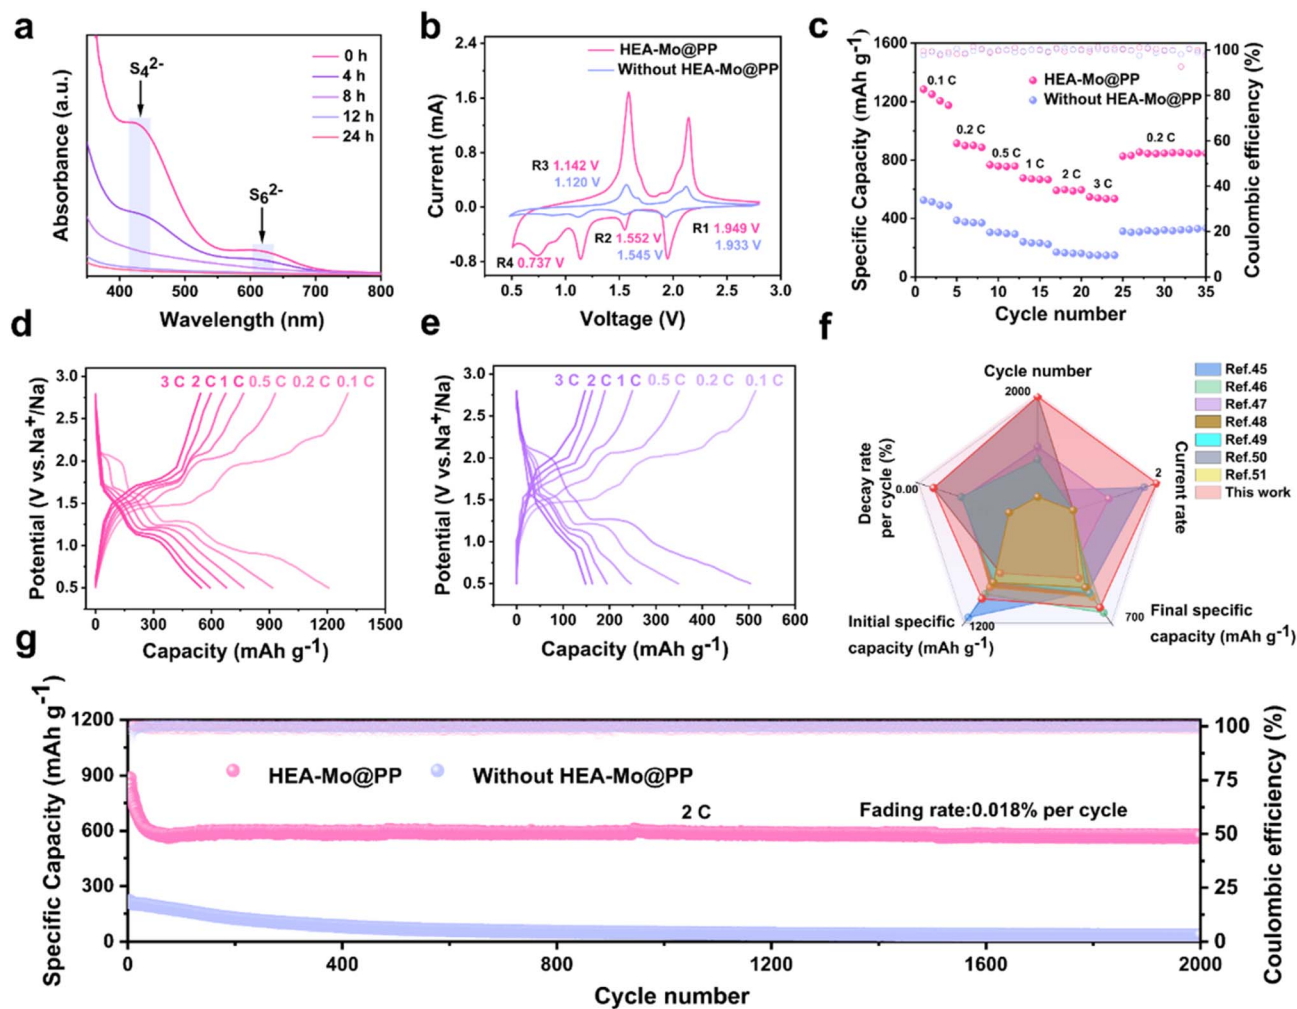 a
Absorbance (a.u.)
S₄²⁻
S₆²⁻
0 h
4 h
8 h
12 h
24 h
400 500 600 700 800
Wavelength (nm)
b
Current (mA)
2.4
1.6
0.8
0.0
-0.8
HEA-Mo@PP
Without HEA-Mo@PP
R3 1.142 V
1.120 V
R2 1.552 V
1.545 V
R1 1.949 V
1.933 V
R4 0.737 V
0.5 1.0 1.5 2.0 2.5 3.0
Voltage (V)
c
Specific Capacity (mAh g⁻¹)
1600
1200
800
400
0
0.1 C
0.2 C
0.5 C
1 C
2 C
3 C
0.2 C
HEA-Mo@PP
Without HEA-Mo@PP
100
80
60
40
20
0
Coulombic efficiency (%)
0 5 10 15 20 25 30 35
Cycle number
d
Potential (V vs.Na⁺/Na)
3.0
2.5
2.0
1.5
1.0
0.5
3 C 2 C 1 C 0.5 C 0.2 C 0.1 C
0 300 600 900 1200 1500
Capacity (mAh g⁻¹)
e
Potential (V vs.Na⁺/Na)
3.0
2.5
2.0
1.5
1.0
0.5
3 C 2 C 1 C 0.5 C 0.2 C 0.1 C
0 100 200 300 400 500 600
Capacity (mAh g⁻¹)
f
Cycle number
2000
Decay rate
per cycle (%)
0.00
2
Current rate
Initial specific
capacity (mAh g⁻¹)
1200
700
Final specific
capacity (mAh g⁻¹)
Ref.45
Ref.46
Ref.47
Ref.48
Ref.49
Ref.50
Ref.51
This work
g
Specific Capacity (mAh g⁻¹)
1200
900
600
300
0
HEA-Mo@PP
Without HEA-Mo@PP
2 C
Fading rate:0.018% per cycle
100
75
50
25
0
Coulombic efficiency (%)
0 400 800 1200 1600 2000
Cycle number